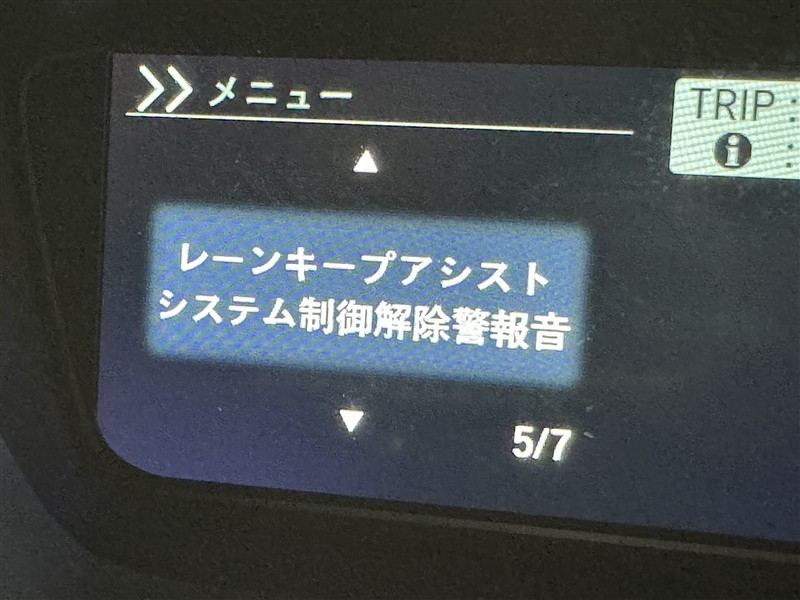 メニュー
TRIP :
i :
レーンキープアシスト
システム制御解除警報音
5/7